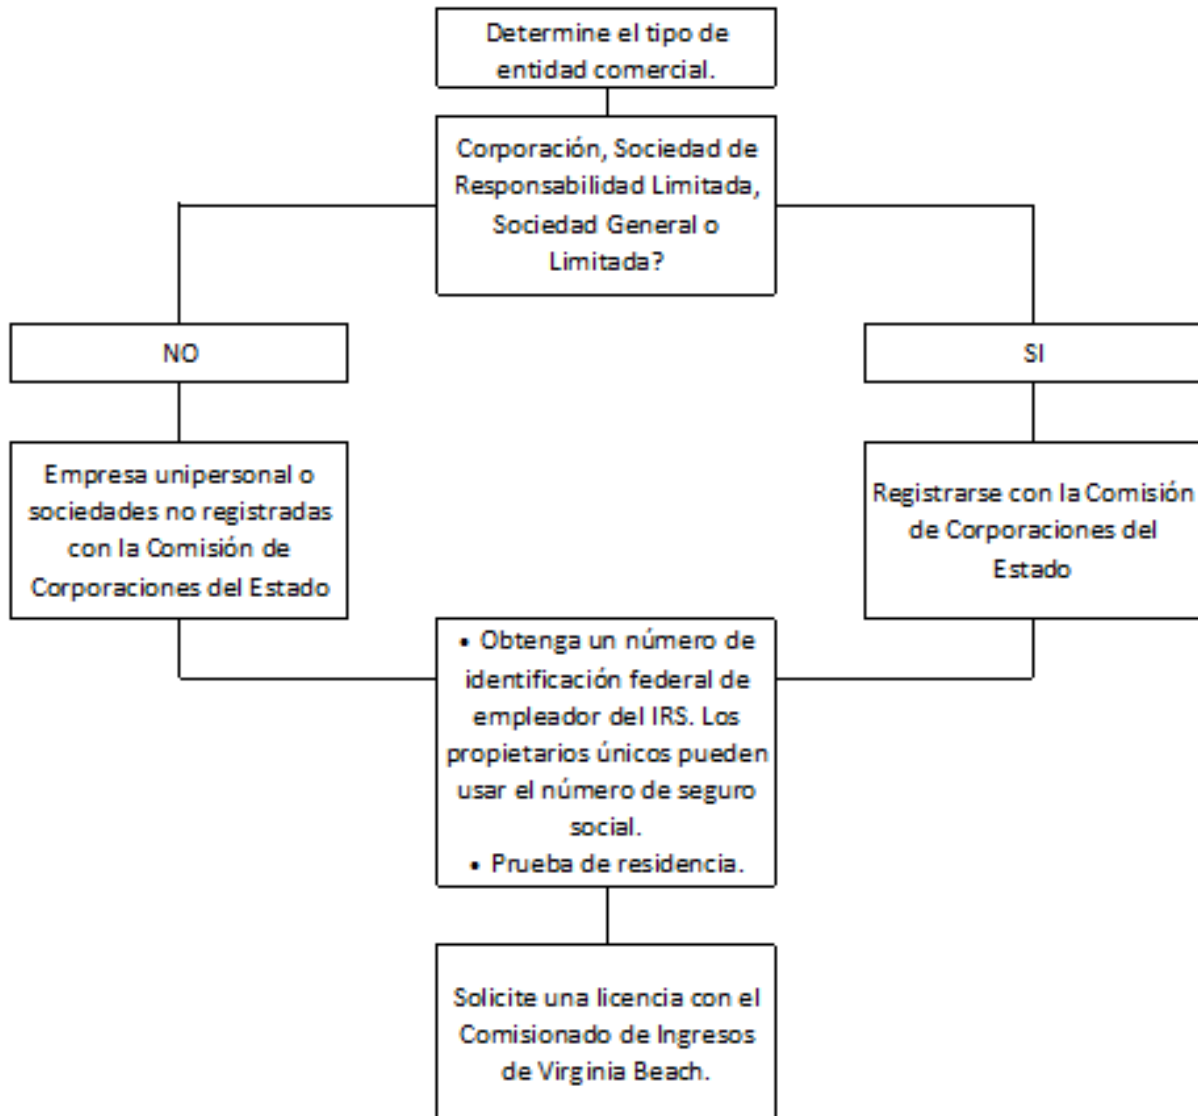 Determine el tipo de
entidad comercial.
Corporación, Sociedad de
Responsabilidad Limitada,
Sociedad General o
Limitada?
NO
SI
Empresa unipersonal o
sociedades no registradas
con la Comisión de
Corporaciones del Estado
Registrarse con la Comisión
de Corporaciones del
Estado
• Obtenga un número de
identificación federal de
empleador del IRS. Los
propietarios únicos pueden
usar el número de seguro
social.
• Prueba de residencia.
Solicite una licencia con el
Comisionado de Ingresos
de Virginia Beach.